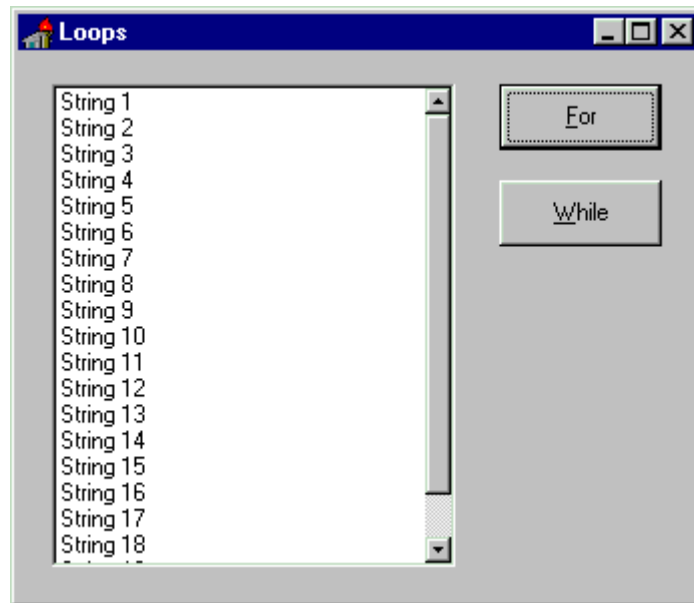 Loops
String 1
String 2
String 3
String 4
String 5
String 6
String 7
String 8
String 9
String 10
String 11
String 12
String 13
String 14
String 15
String 16
String 17
String 18
For
While